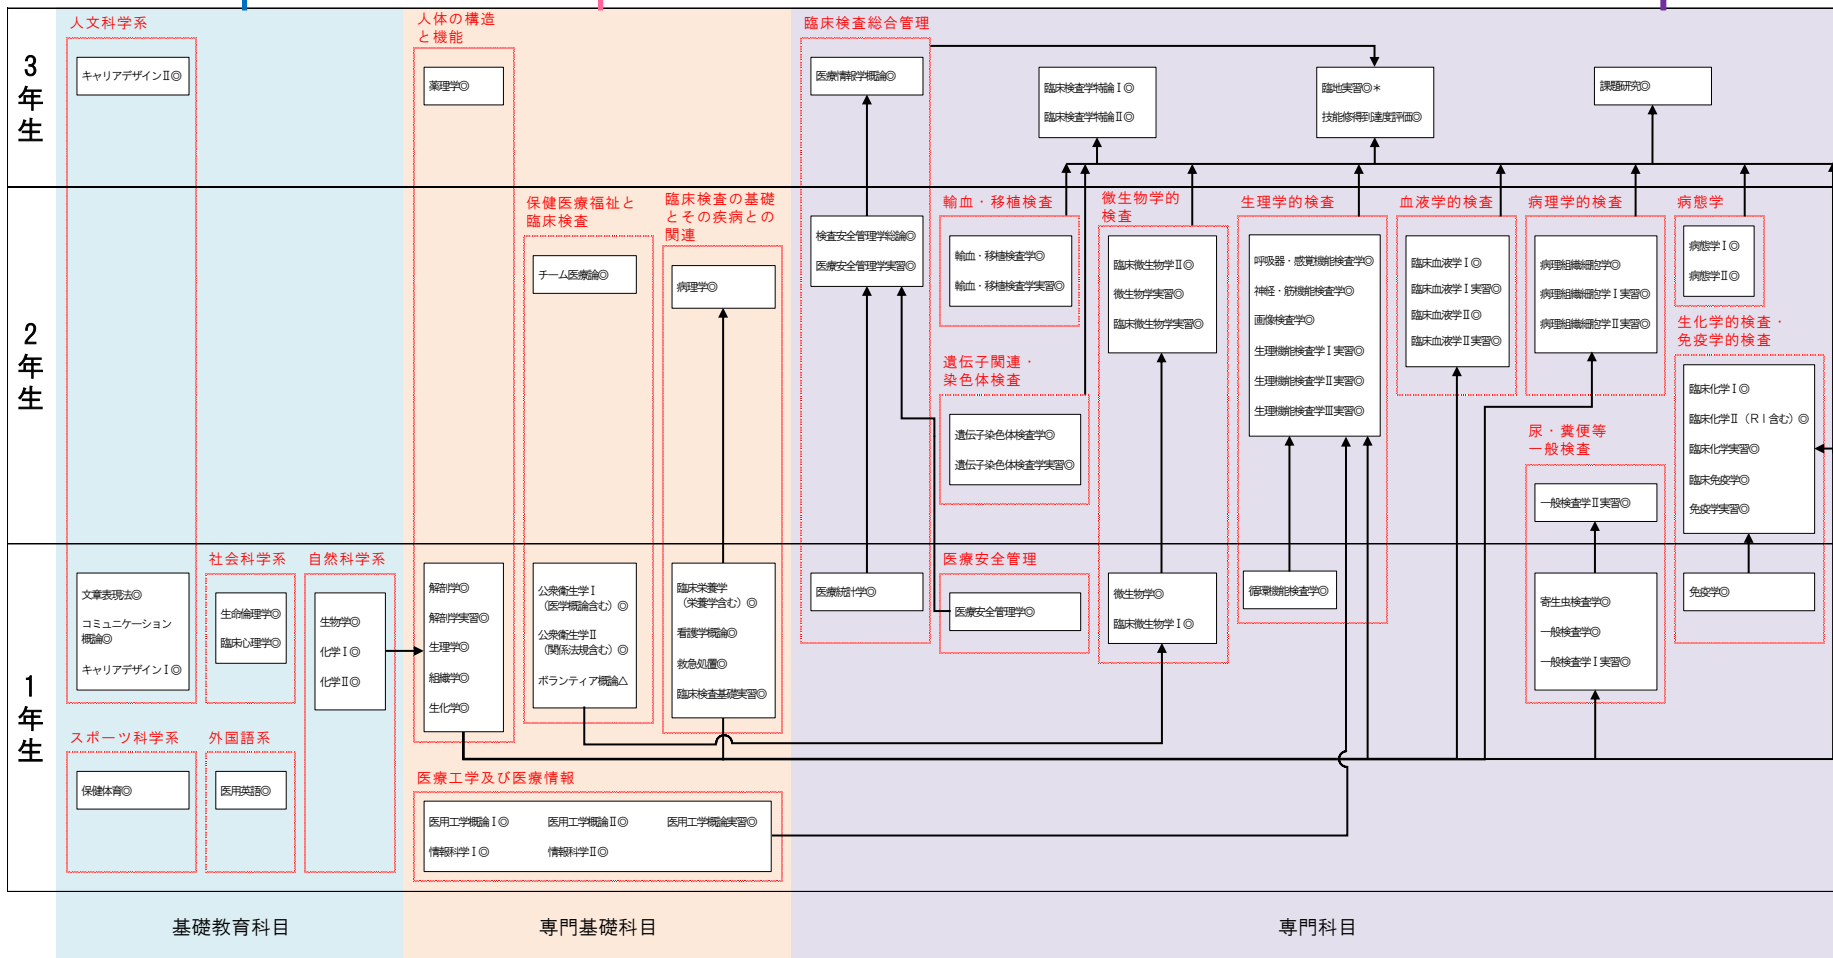 3年生
人文科学系
キャリアデザインⅡ◎
人体の構造
と機能
薬理学◎
臨床検査総合管理
医療情報学概論◎
臨床検査学特論Ⅰ◎
臨床検査学特論Ⅱ◎
臨地実習◎*
技能修得到達度評価◎
課題研究◎
2年生
保健医療福祉と
臨床検査
チーム医療論◎
臨床検査の基礎
とその疾病との
関連
病理学◎
検査安全管理学総論◎
医療安全管理学実習◎
輸血・移植検査
輸血・移植検査学◎
輸血・移植検査学実習◎
遺伝子関連・
染色体検査
遺伝子染色体検査学◎
遺伝子染色体検査学実習◎
微生物学的
検査
臨床微生物学Ⅱ◎
微生物学実習◎
臨床微生物学実習◎
生理学的検査
呼吸器・感覚機能検査学◎
神経・筋機能検査学◎
画像検査学◎
生理機能検査学Ⅰ実習◎
生理機能検査学Ⅱ実習◎
生理機能検査学Ⅲ実習◎
血液学的検査
臨床血液学Ⅰ◎
臨床血液学Ⅰ実習◎
臨床血液学Ⅱ◎
臨床血液学Ⅱ実習◎
病理学的検査
病理組織細胞学◎
病理組織細胞学Ⅰ実習◎
病理組織細胞学Ⅱ実習◎
尿・糞便等
一般検査
一般検査学Ⅱ実習◎
病態学
病態学Ⅰ◎
病態学Ⅱ◎
生化学的検査・
免疫学的検査
臨床化学Ⅰ◎
臨床化学Ⅱ（RI含む）◎
臨床化学実習◎
臨床免疫学◎
免疫学実習◎
1年生
文章表現法◎
コミュニケーション
概論◎
キャリアデザインⅠ◎
社会科学系
生命倫理学◎
臨床心理学◎
自然科学系
生物学◎
化学Ⅰ◎
化学Ⅱ◎
スポーツ科学系
保健体育◎
外国語系
医用英語◎
解剖学◎
解剖学実習◎
生理学◎
組織学◎
生化学◎
公衆衛生学Ⅰ
（医学概論含む）◎
公衆衛生学Ⅱ
（関係法規含む）◎
ボランティア概論△
臨床栄養学
（栄養学含む）◎
看護学概論◎
救急処置◎
臨床検査基礎実習◎
医療工学及び医療情報
医用工学概論Ⅰ◎ 医用工学概論Ⅱ◎ 医用工学概論実習◎
情報科学Ⅰ◎ 情報科学Ⅱ◎
医療統計学◎
医療安全管理
医療安全管理学◎
微生物学◎
臨床微生物学Ⅰ◎
循環機能検査学◎
寄生虫検査学◎
一般検査学◎
一般検査学Ⅰ実習◎
免疫学◎
基礎教育科目 専門基礎科目 専門科目